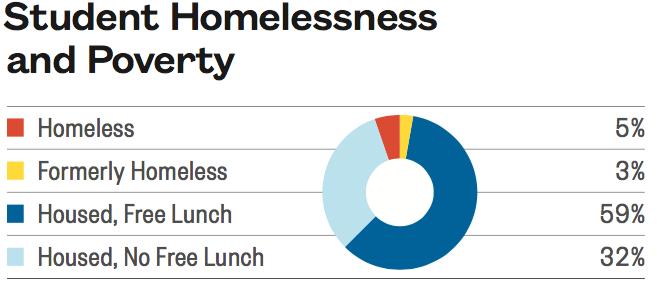 Student Homelessness
and Poverty
Homeless 5%
Formerly Homeless 3%
Housed, Free Lunch 59%
Housed, No Free Lunch 32%